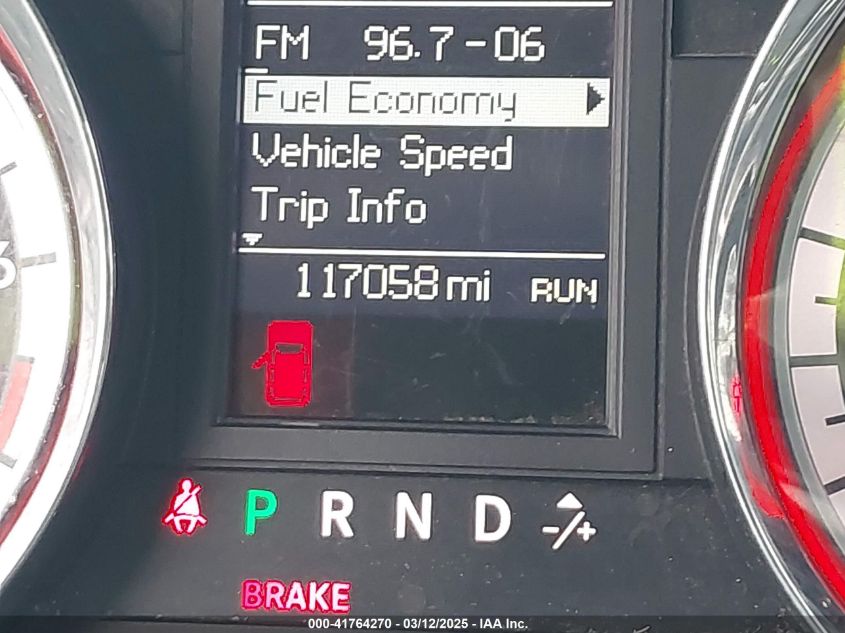 FM 96.7-06
Fuel Economy
Vehicle Speed
Trip Info
117058 mi RUN
P R N D -/+
BRAKE
000-41764270 - 03/12/2025 - IAA Inc.